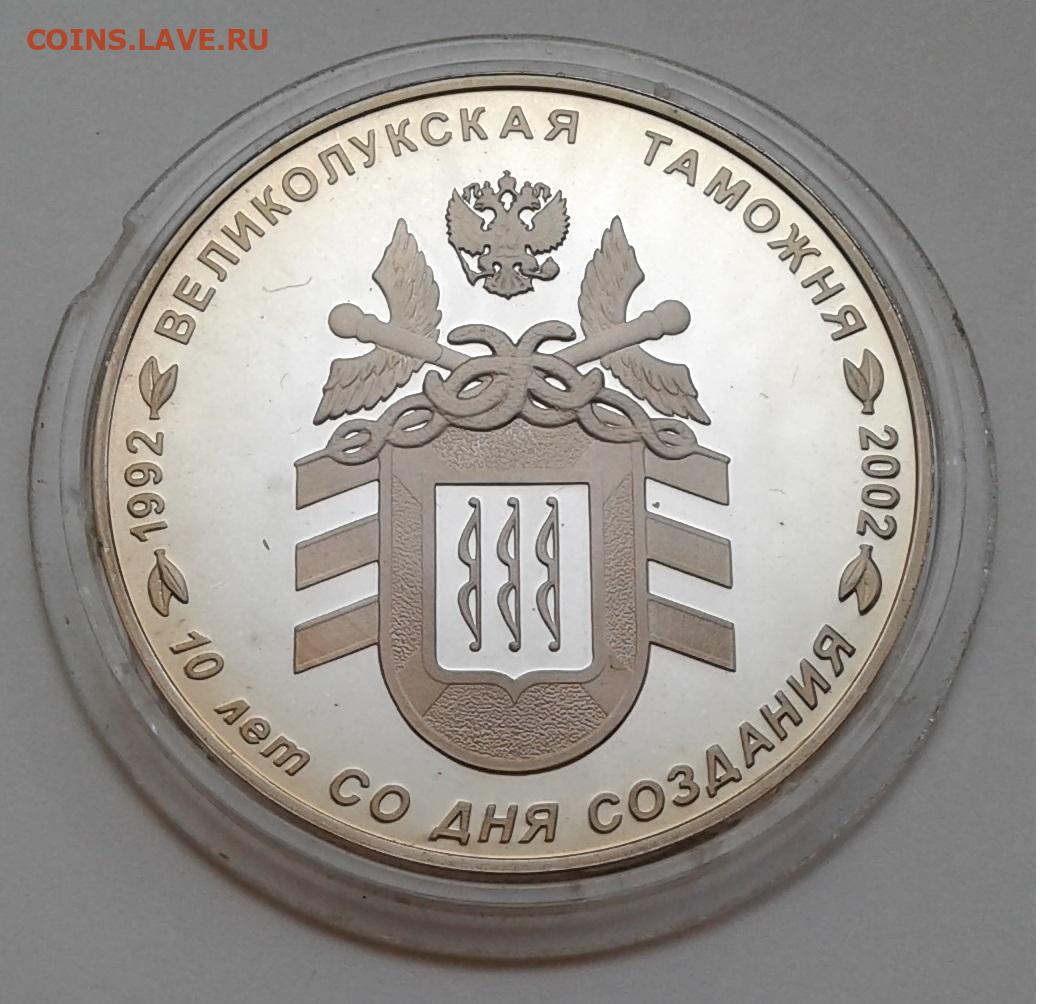 COINS.LAVE.RU
ВЕЛИКОЛУКСКАЯ ТАМОЖНЯ
1992
2002
10 лет СО ДНЯ СОЗДАНИЯ